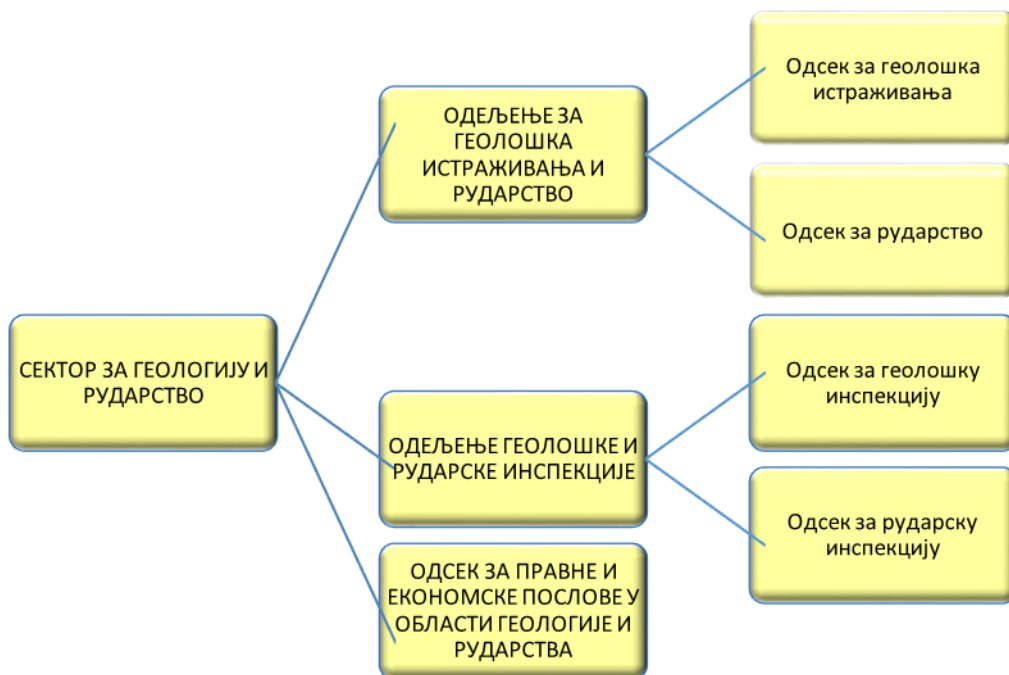 СЕКТОР ЗА ГЕОЛОГИЈУ И
РУДАРСТВО
ОДЕЉЕЊЕ ЗА
ГЕОЛОШКА
ИСТРАЖИВАЊА И
РУДАРСТВО
Одсек за геолошка
истраживања
Одсек за рударство
ОДЕЉЕЊЕ ГЕОЛОШКЕ И
РУДАРСКЕ ИНСПЕКЦИЈЕ
Одсек за геолошку
инспекцију
Одсек за рударску
инспекцију
ОДСЕК ЗА ПРАВНЕ И
ЕКОНОМСКЕ ПОСЛОВЕ У
ОБЛАСТИ ГЕОЛОГИЈЕ И
РУДАРСТВА